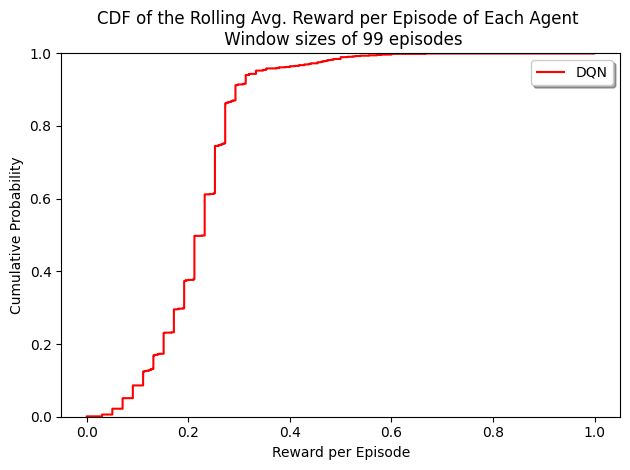 CDF of the Rolling Avg. Reward per Episode of Each Agent
Window sizes of 99 episodes
DQN
1.0
0.8
0.6
0.4
0.2
0.0
Cumulative Probability
0.0 0.2 0.4 0.6 0.8 1.0
Reward per Episode